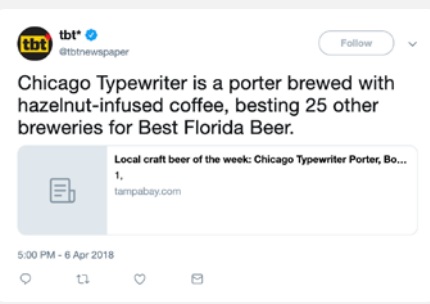 tbt*
tbt
@tbtnewspaper
Follow
Chicago Typewriter is a porter brewed with
hazelnut-infused coffee, besting 25 other
breweries for Best Florida Beer.
Local craft beer of the week: Chicago Typewriter Porter, Bo...
1,
tampabay.com
5:00 PM - 6 Apr 2018